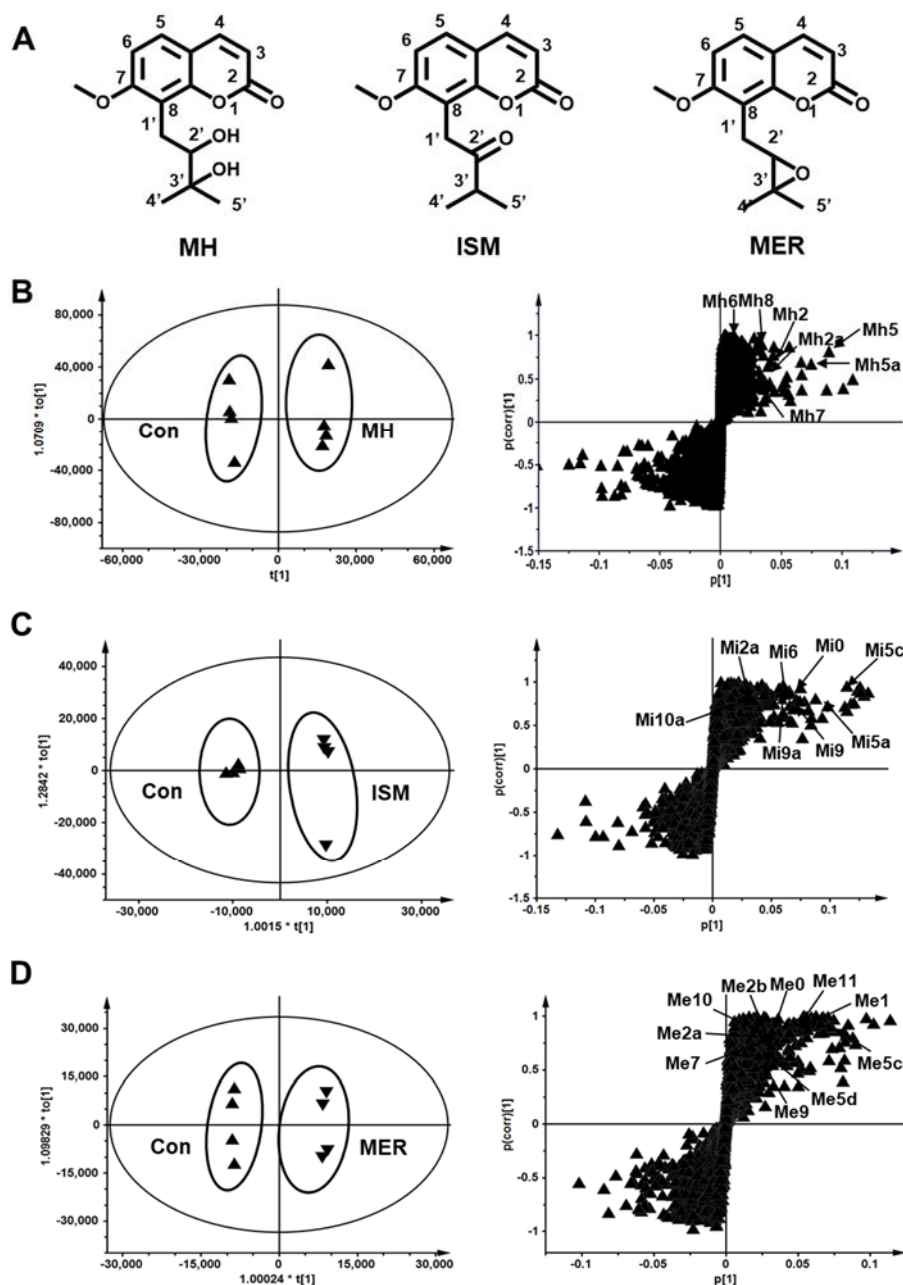 A
5 4
6 3
7 2
8 O 1 O
O
1' 2' OH
3' OH
4' 5'
MH
5 4
6 3
7 2
8 O 1 O
O
1' 2' O
3'
4' 5'
ISM
5 4
6 3
7 2
8 O 1 O
O
1' 2'
3' O
4' 5'
MER
B
80,000
40,000
0
-40,000
-80,000
1.0709 * to[1]
Con
MH
-60,000 -30,000 0 30,000 60,000
t[1]
1.5
1
0.5
0
-0.5
-1
-1.5
p(corr)[1]
Mh6 Mh8 Mh2 Mh5
Mh2a
Mh5a
Mh7
-0.15 -0.1 -0.05 0 0.05 0.1
p[1]
C
40,000
20,000
0
-20,000
-40,000
1.2842 * to[1]
Con
ISM
-30,000 -10,000 10,000 30,000
1.0015 * t[1]
1.5
1
0.5
0
-0.5
-1
-1.5
p(corr)[1]
Mi2a Mi6 Mi0 Mi5c
Mi10a
Mi9a Mi9 Mi5a
-0.15 -0.1 -0.05 0 0.05 0.1
p[1]
D
30,000
15,000
0
-15,000
-30,000
1.09829 * to[1]
Con
MER
-30,000 -15,000 0 15,000 30,000
1.00024 * t[1]
1
0.5
0
-0.5
-1
p(corr)[1]
Me10 Me2b Me0 Me11 Me1
Me2a
Me7
Me5c
Me5d
Me9
-0.1 -0.05 0 0.05 0.1
p[1]